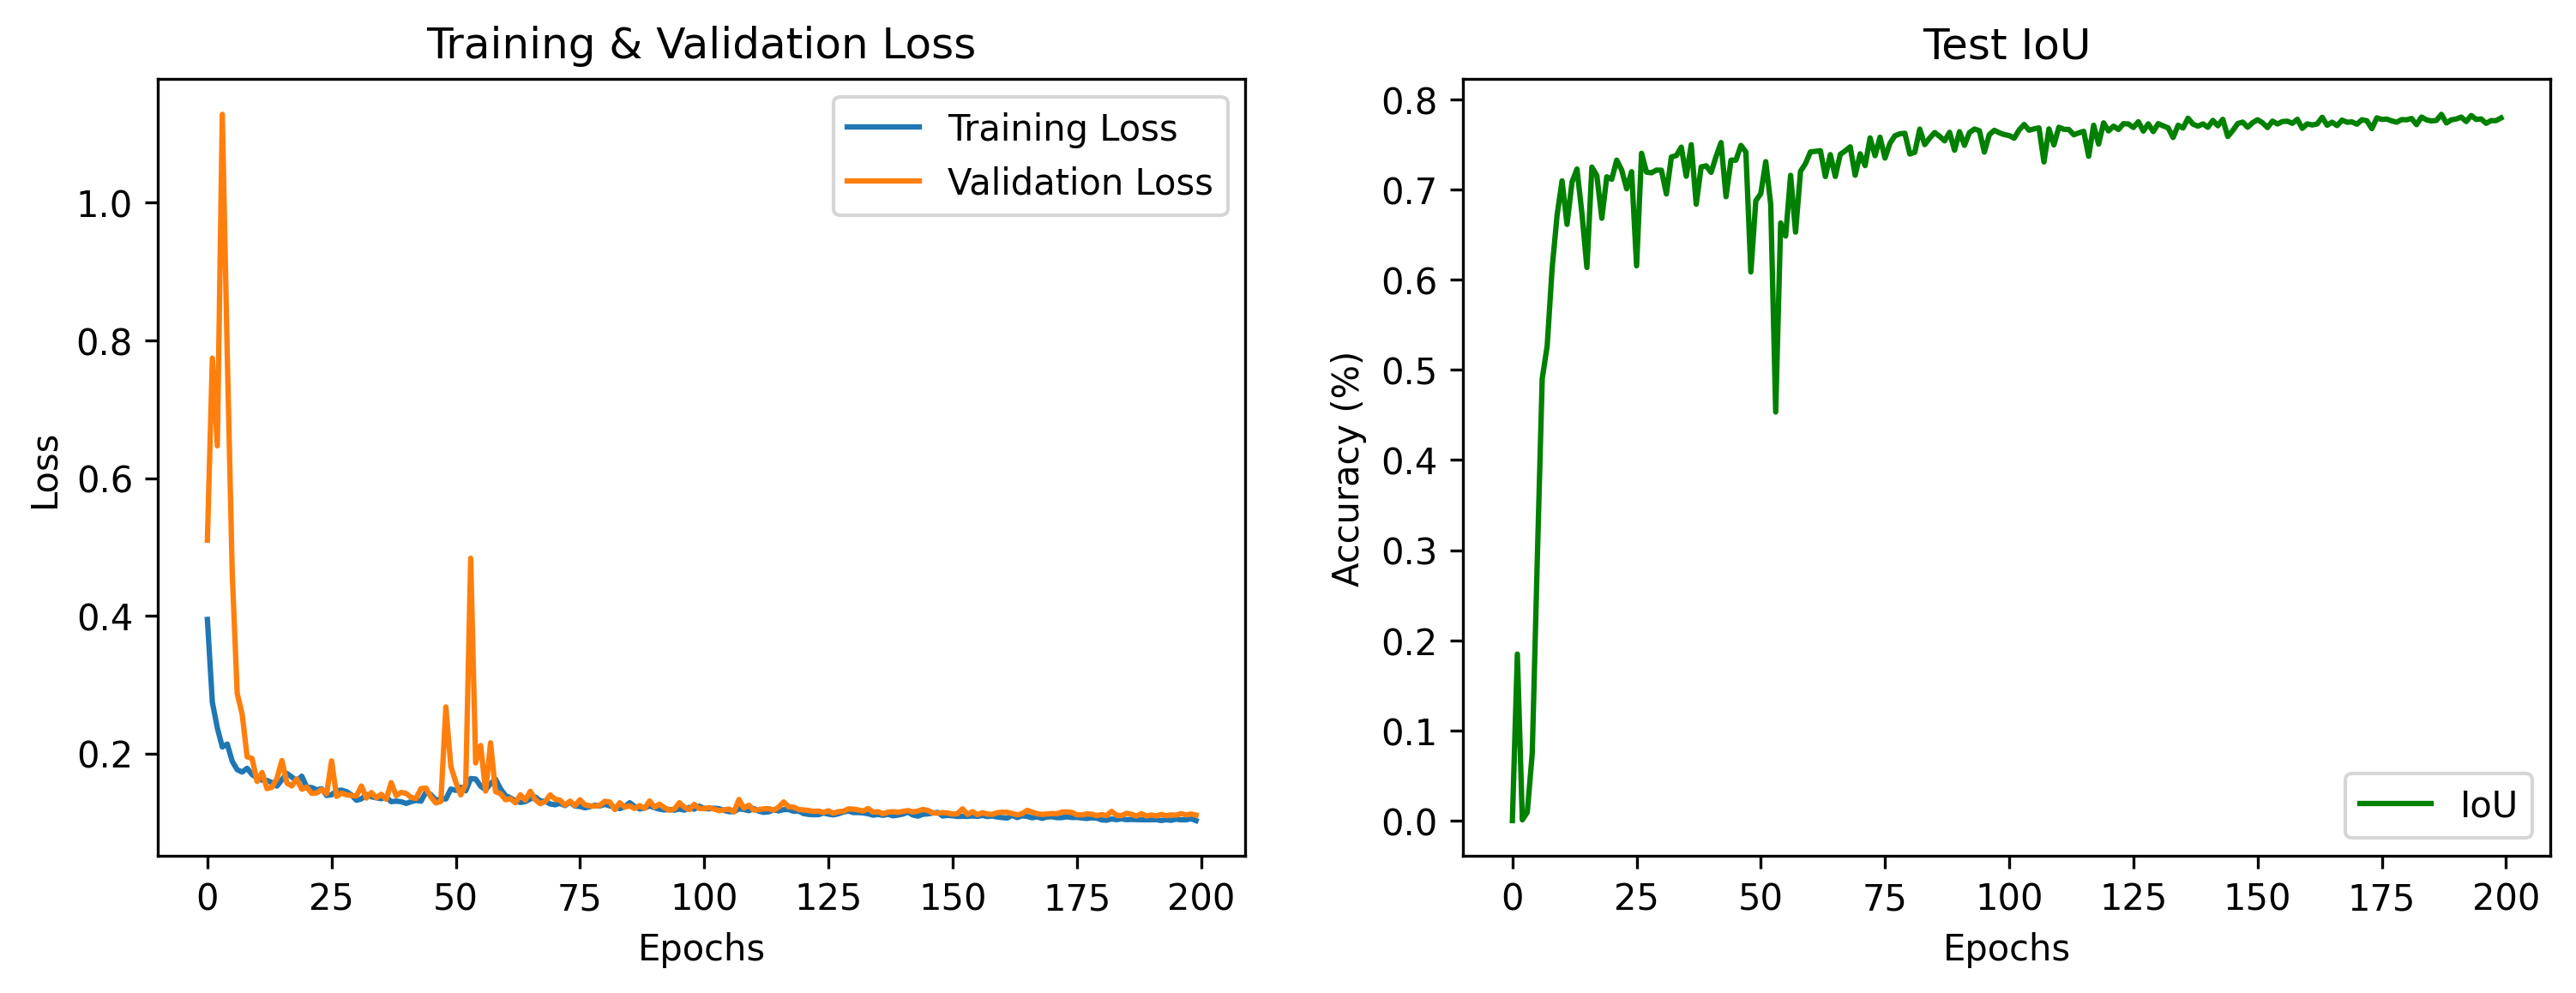 Training & Validation Loss
Training Loss
Validation Loss
1.0
0.8
0.6
0.4
0.2
Loss
0 25 50 75 100 125 150 175 200
Epochs
Test IoU
0.8
0.7
0.6
0.5
0.4
0.3
0.2
0.1
0.0
Accuracy (%)
IoU
0 25 50 75 100 125 150 175 200
Epochs